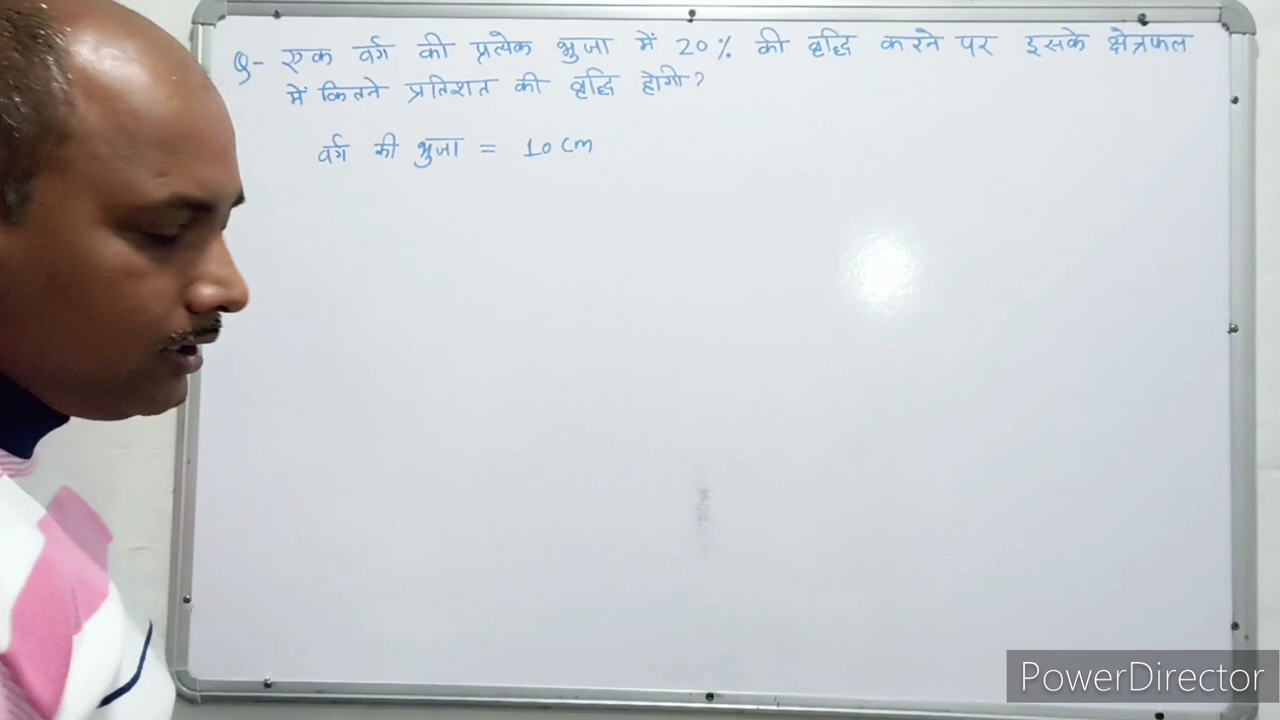 Q- एक वर्ग की प्रत्येक भुजा में 20% की वृद्धि करने पर इसके क्षेत्रफल
में कितने प्रतिशत की वृद्धि होगी?
वर्ग की भुजा = 10 cm
PowerDirector